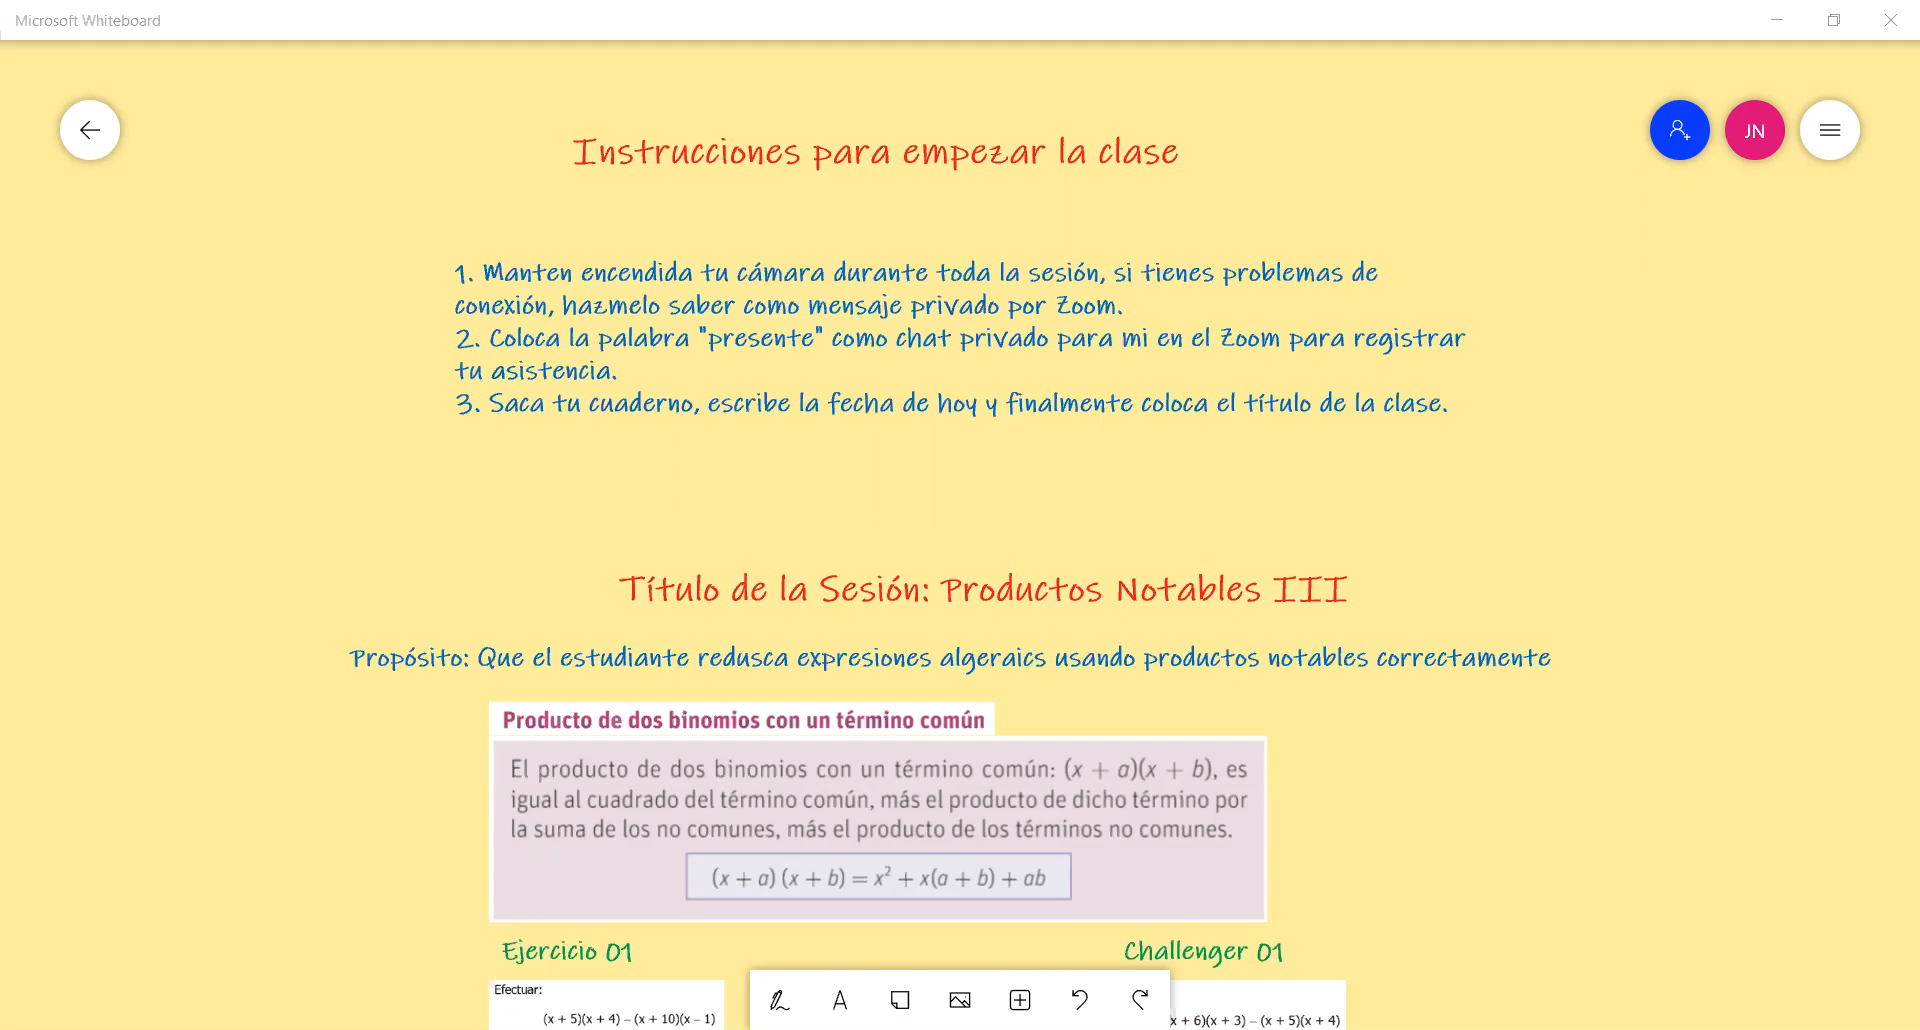 Microsoft Whiteboard
JN
Instrucciones para empezar la clase
1. Manten encendida tu cámara durante toda la sesión, si tienes problemas de
conexión, hazmelo saber como mensaje privado por Zoom.
2. Coloca la palabra "presente" como chat privado para mi en el Zoom para registrar
tu asistencia.
3. Saca tu cuaderno, escribe la fecha de hoy y finalmente coloca el título de la clase.
Título de la Sesión: Productos Notables III
Propósito: Que el estudiante redusca expresiones algeraics usando productos notables correctamente
Producto de dos binomios con un término común
El producto de dos binomios con un término común: (x + a)(x + b), es
igual al cuadrado del término común, más el producto de dicho término por
la suma de los no comunes, más el producto de los términos no comunes.
(x + a) (x + b) = x² + x(a + b) + ab
Ejercicio 01
Challenger 01
Efectuar:
(x + 5)(x + 4) – (x + 10)(x – 1)
x + 6)(x + 3) – (x + 5)(x + 4)